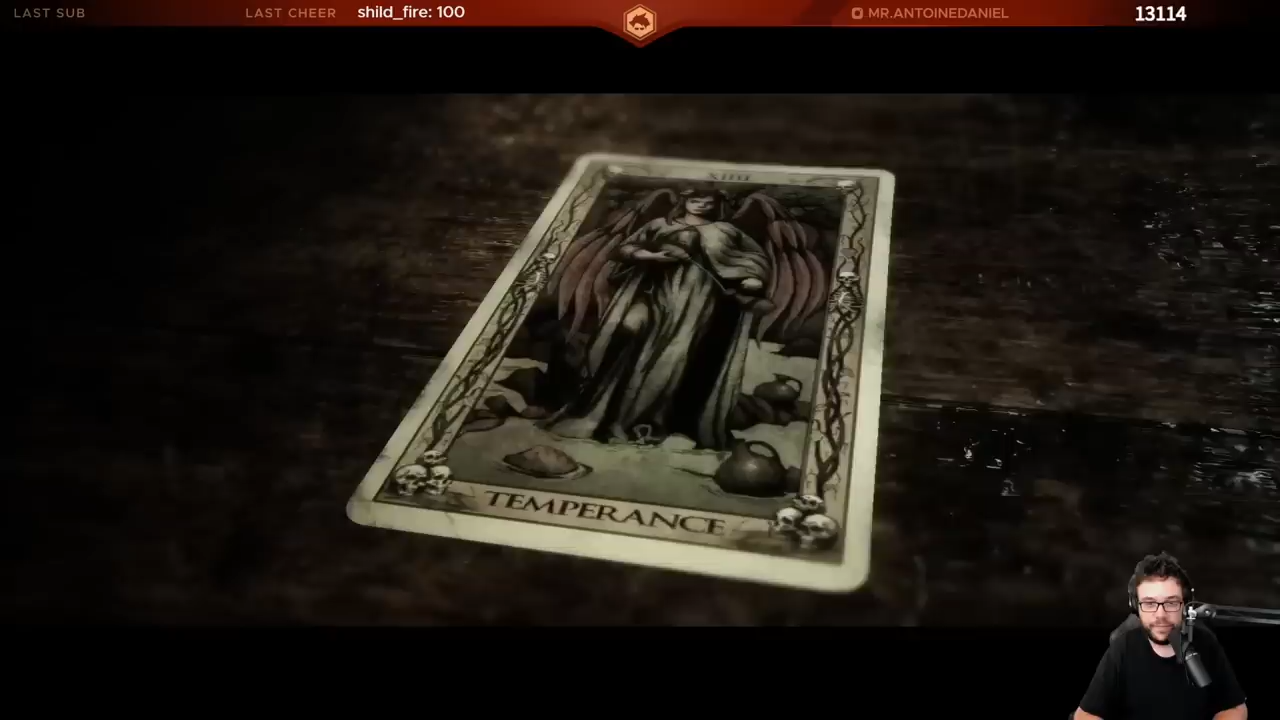 LAST SUB
LAST CHEER shild_fire: 100
MR.ANTOINEDANIEL
13114
XIIII
TEMPERANCE